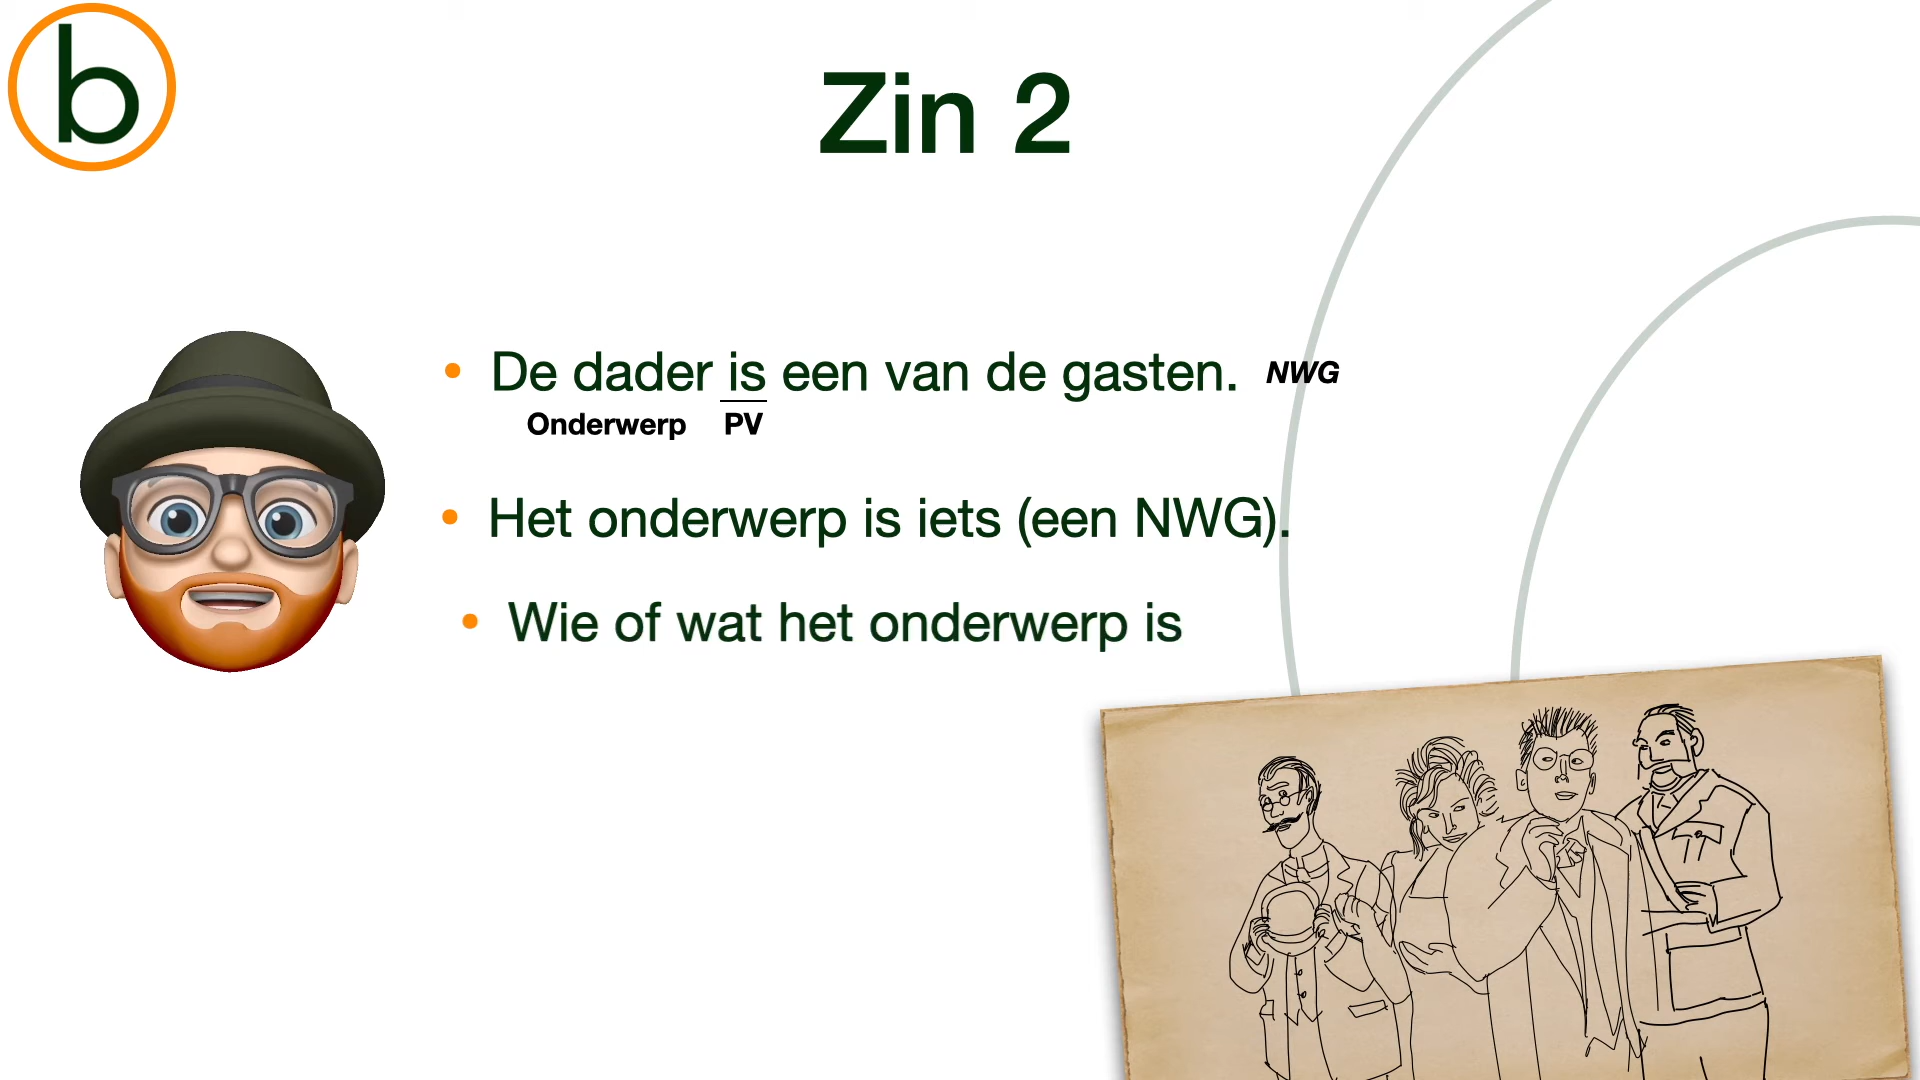 b
Zin 2
De dader is een van de gasten. NWG
Onderwerp PV
Het onderwerp is iets (een NWG).
Wie of wat het onderwerp is